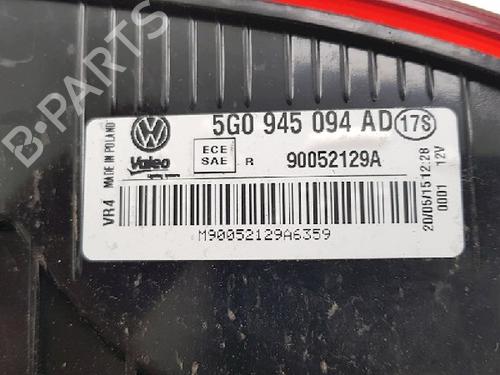 B-PARTS
5G0 945 094 AD 17S
MADE IN POLAND
Valeo
ECE
SAE
R
90052129A
VR4
M90052129A6359
20/05/15 12:28
0001 12V